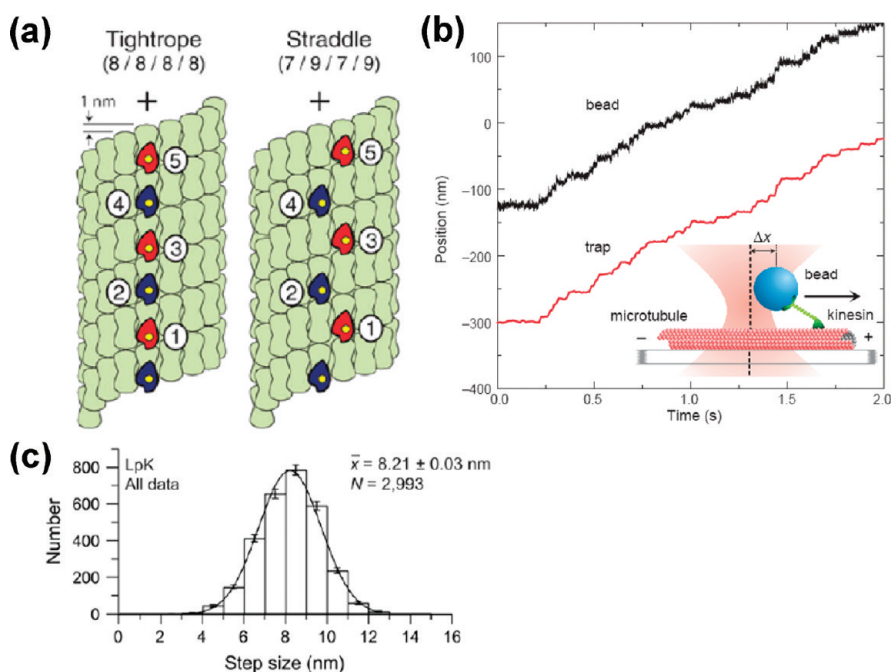 (a)
Tightrope
(8 / 8 / 8 / 8)
+
1 nm
5
4
3
2
1
Straddle
(7 / 9 / 7 / 9)
+
5
4
3
2
1
(b)
Position (nm)
100
0
−100
−200
−300
−400
bead
trap
Δx
bead
microtubule
kinesin
−
+
0.0
0.5
1.0
1.5
2.0
Time (s)
(c)
LpK
All data
x̄ = 8.21 ± 0.03 nm
N = 2,993
Number
800
600
400
200
0
0 2 4 6 8 10 12 14 16
Step size (nm)